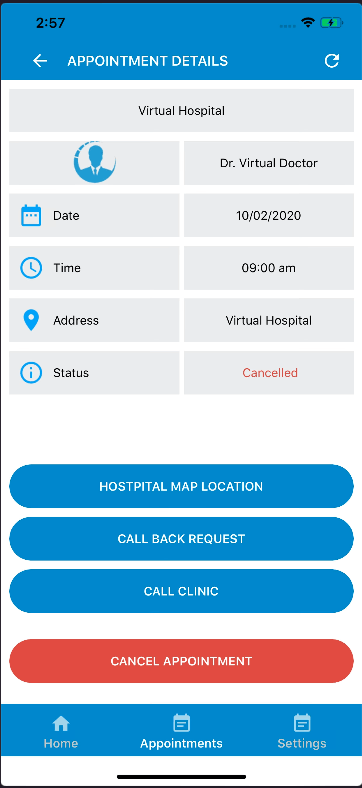 2:57
APPOINTMENT DETAILS
Virtual Hospital
Dr. Virtual Doctor
Date 10/02/2020
Time 09:00 am
Address Virtual Hospital
Status Cancelled
HOSTPITAL MAP LOCATION
CALL BACK REQUEST
CALL CLINIC
CANCEL APPOINTMENT
Home Appointments Settings